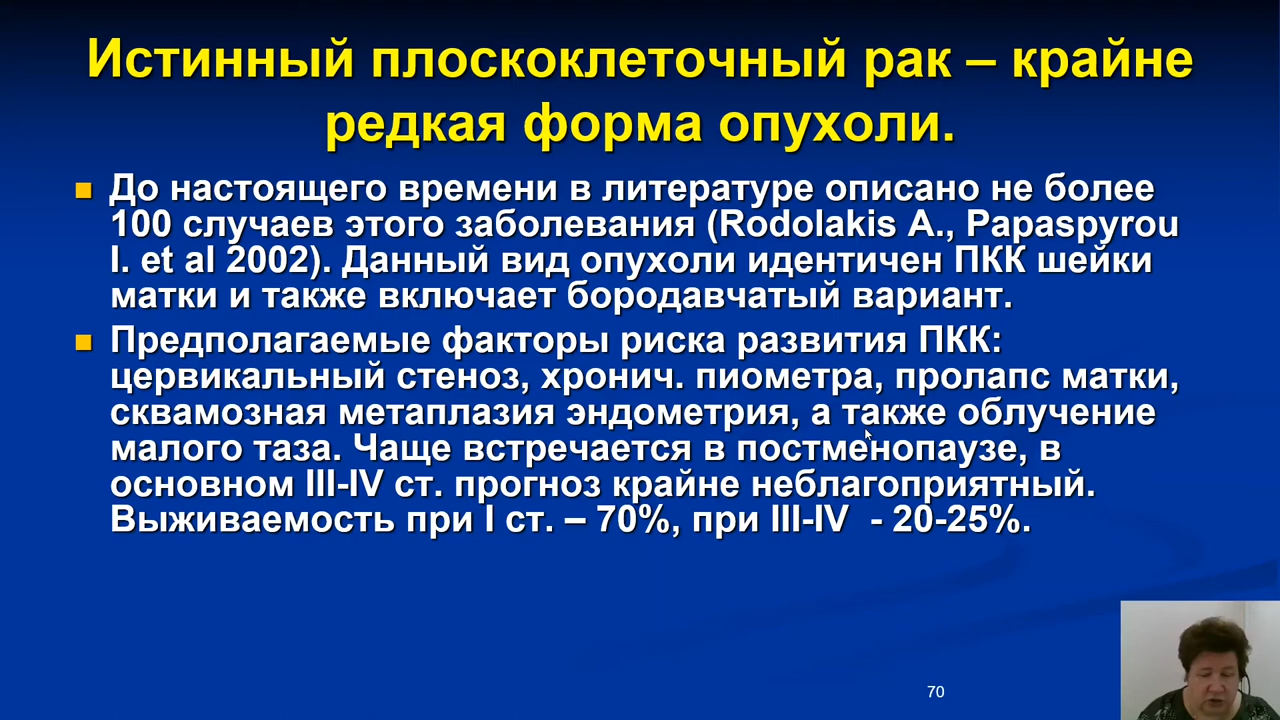 Истинный плоскоклеточный рак – крайне
редкая форма опухоли.
До настоящего времени в литературе описано не более
100 случаев этого заболевания (Rodolakis A., Papaspyrou
I. et al 2002). Данный вид опухоли идентичен ПКК шейки
матки и также включает бородавчатый вариант.
Предполагаемые факторы риска развития ПКК:
цервикальный стеноз, хронич. пиометра, пролапс матки,
сквамозная метаплазия эндометрия, а также облучение
малого таза. Чаще встречается в постменопаузе, в
основном III-IV ст. прогноз крайне неблагоприятный.
Выживаемость при I ст. – 70%, при III-IV  - 20-25%.
70